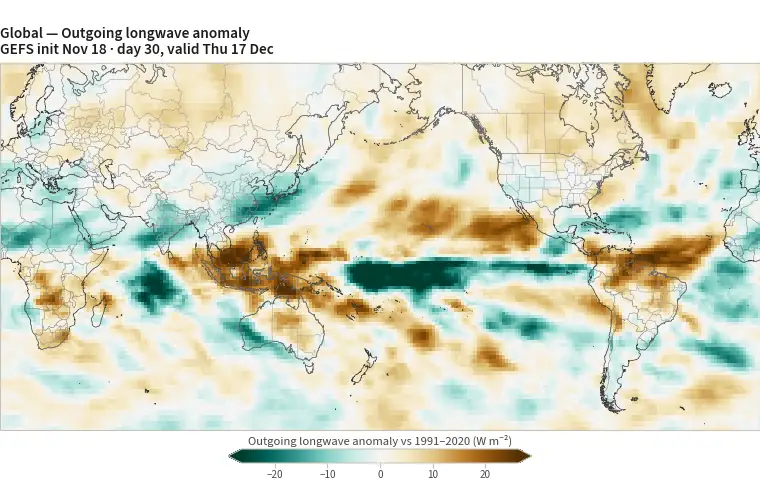 Global — Outgoing longwave anomaly
GEFS init Nov 18 · day 30, valid Thu 17 Dec
Outgoing longwave anomaly vs 1991–2020 (W m⁻²)
−20 −10 0 10 20